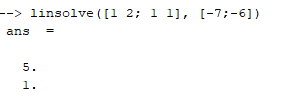 --> linsolve([1 2; 1 1], [-7;-6])
ans  =
5.
1.